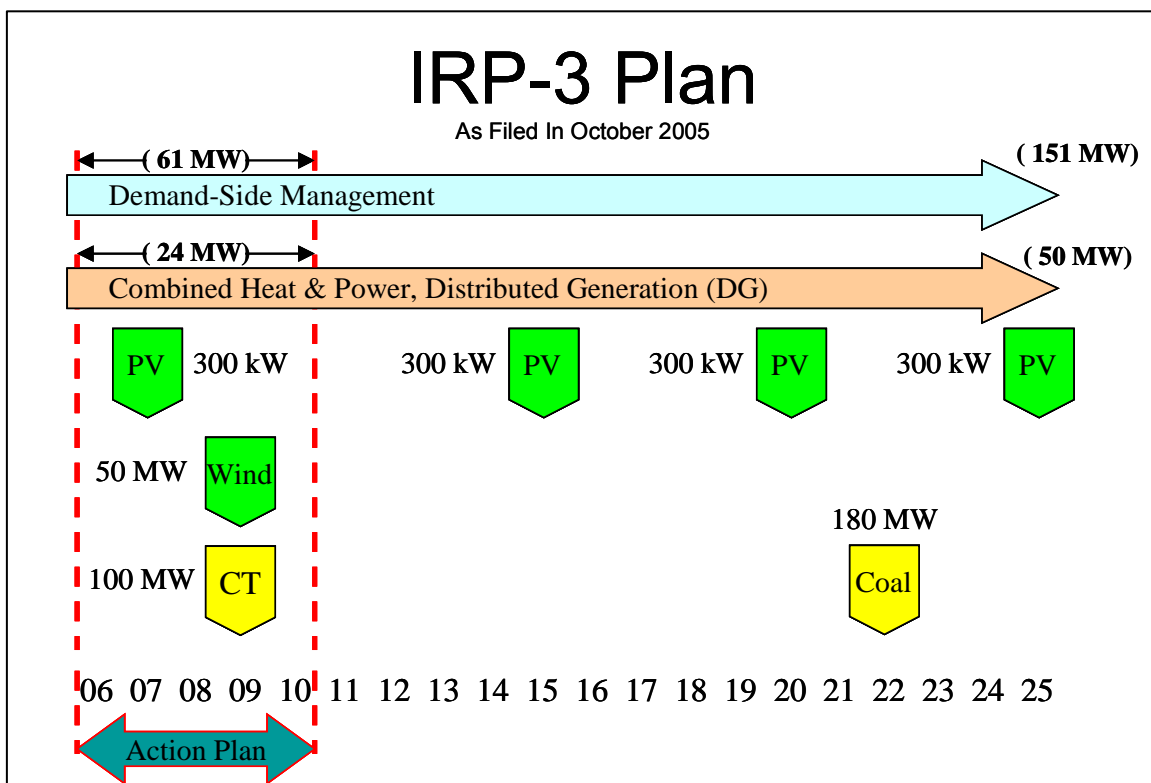 IRP-3 Plan
As Filed In October 2005
( 61 MW)
( 151 MW)
Demand-Side Management
( 24 MW)
( 50 MW)
Combined Heat & Power, Distributed Generation (DG)
PV 300 kW
300 kW PV
300 kW PV
300 kW PV
50 MW Wind
180 MW
100 MW CT
Coal
06 07 08 09 10 11 12 13 14 15 16 17 18 19 20 21 22 23 24 25
Action Plan